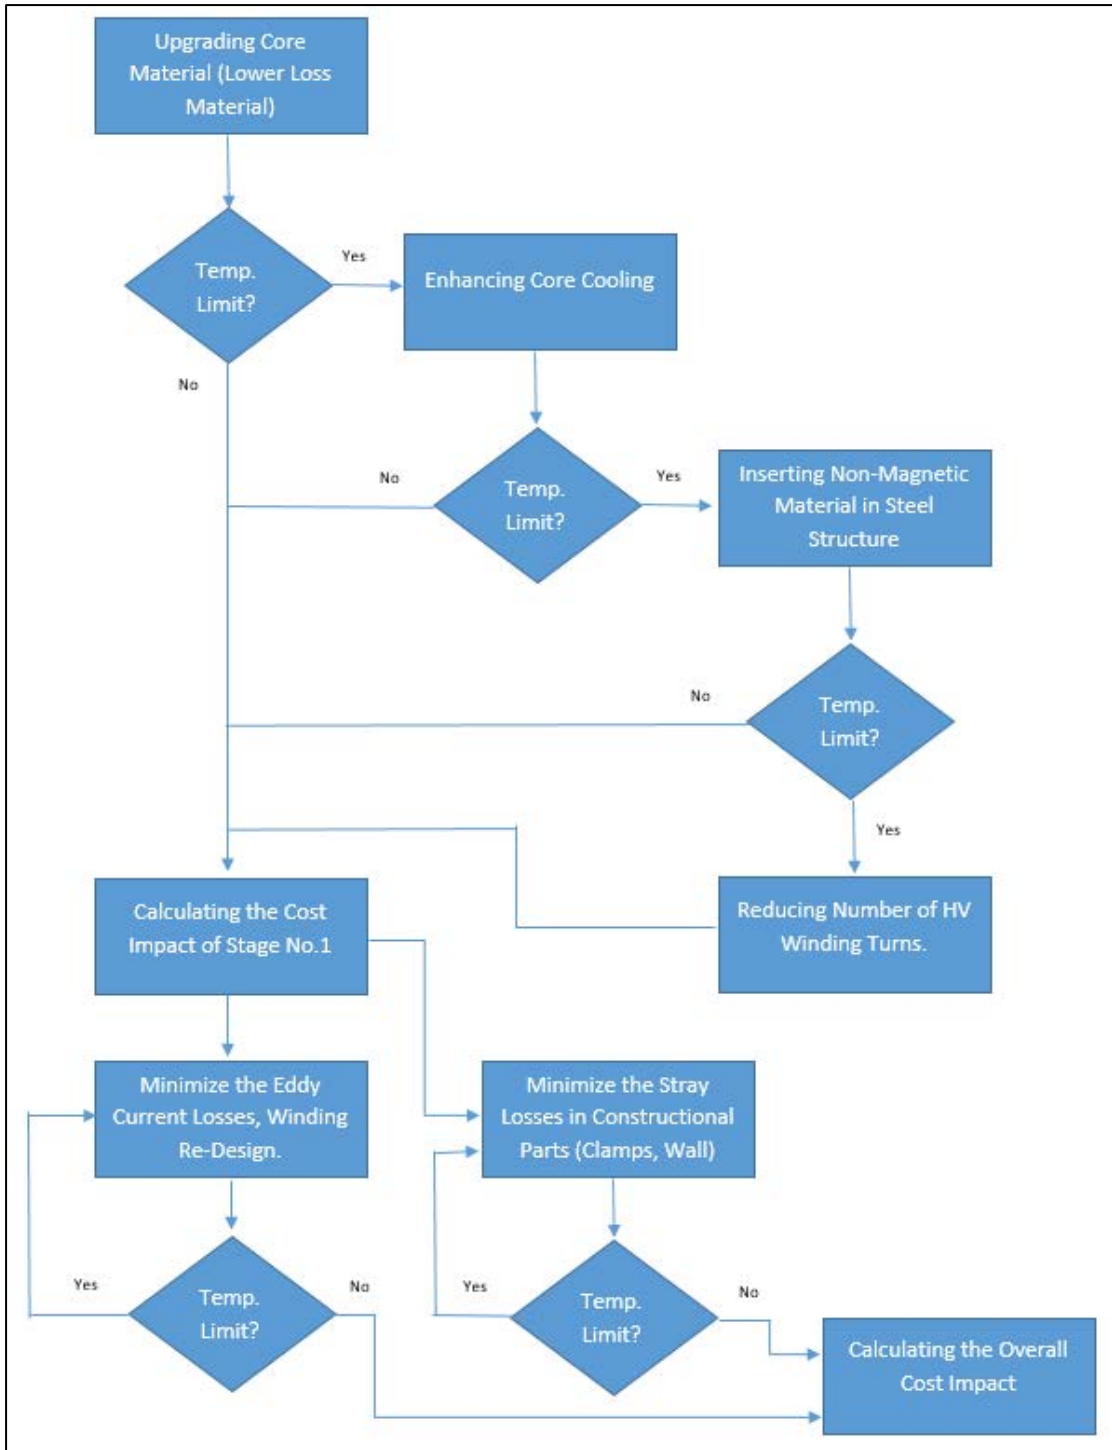 Upgrading Core
Material (Lower Loss
Material)
Temp.
Limit?
Yes
Enhancing Core Cooling
No
Temp.
Limit?
No
Yes
Inserting Non-Magnetic
Material in Steel
Structure
Temp.
Limit?
No
Yes
Reducing Number of HV
Winding Turns.
Calculating the Cost
Impact of Stage No.1
Minimize the Eddy
Current Losses, Winding
Re-Design.
Minimize the Stray
Losses in Constructional
Parts (Clamps, Wall)
Yes
Temp.
Limit?
No
Yes
Temp.
Limit?
No
Calculating the Overall
Cost Impact